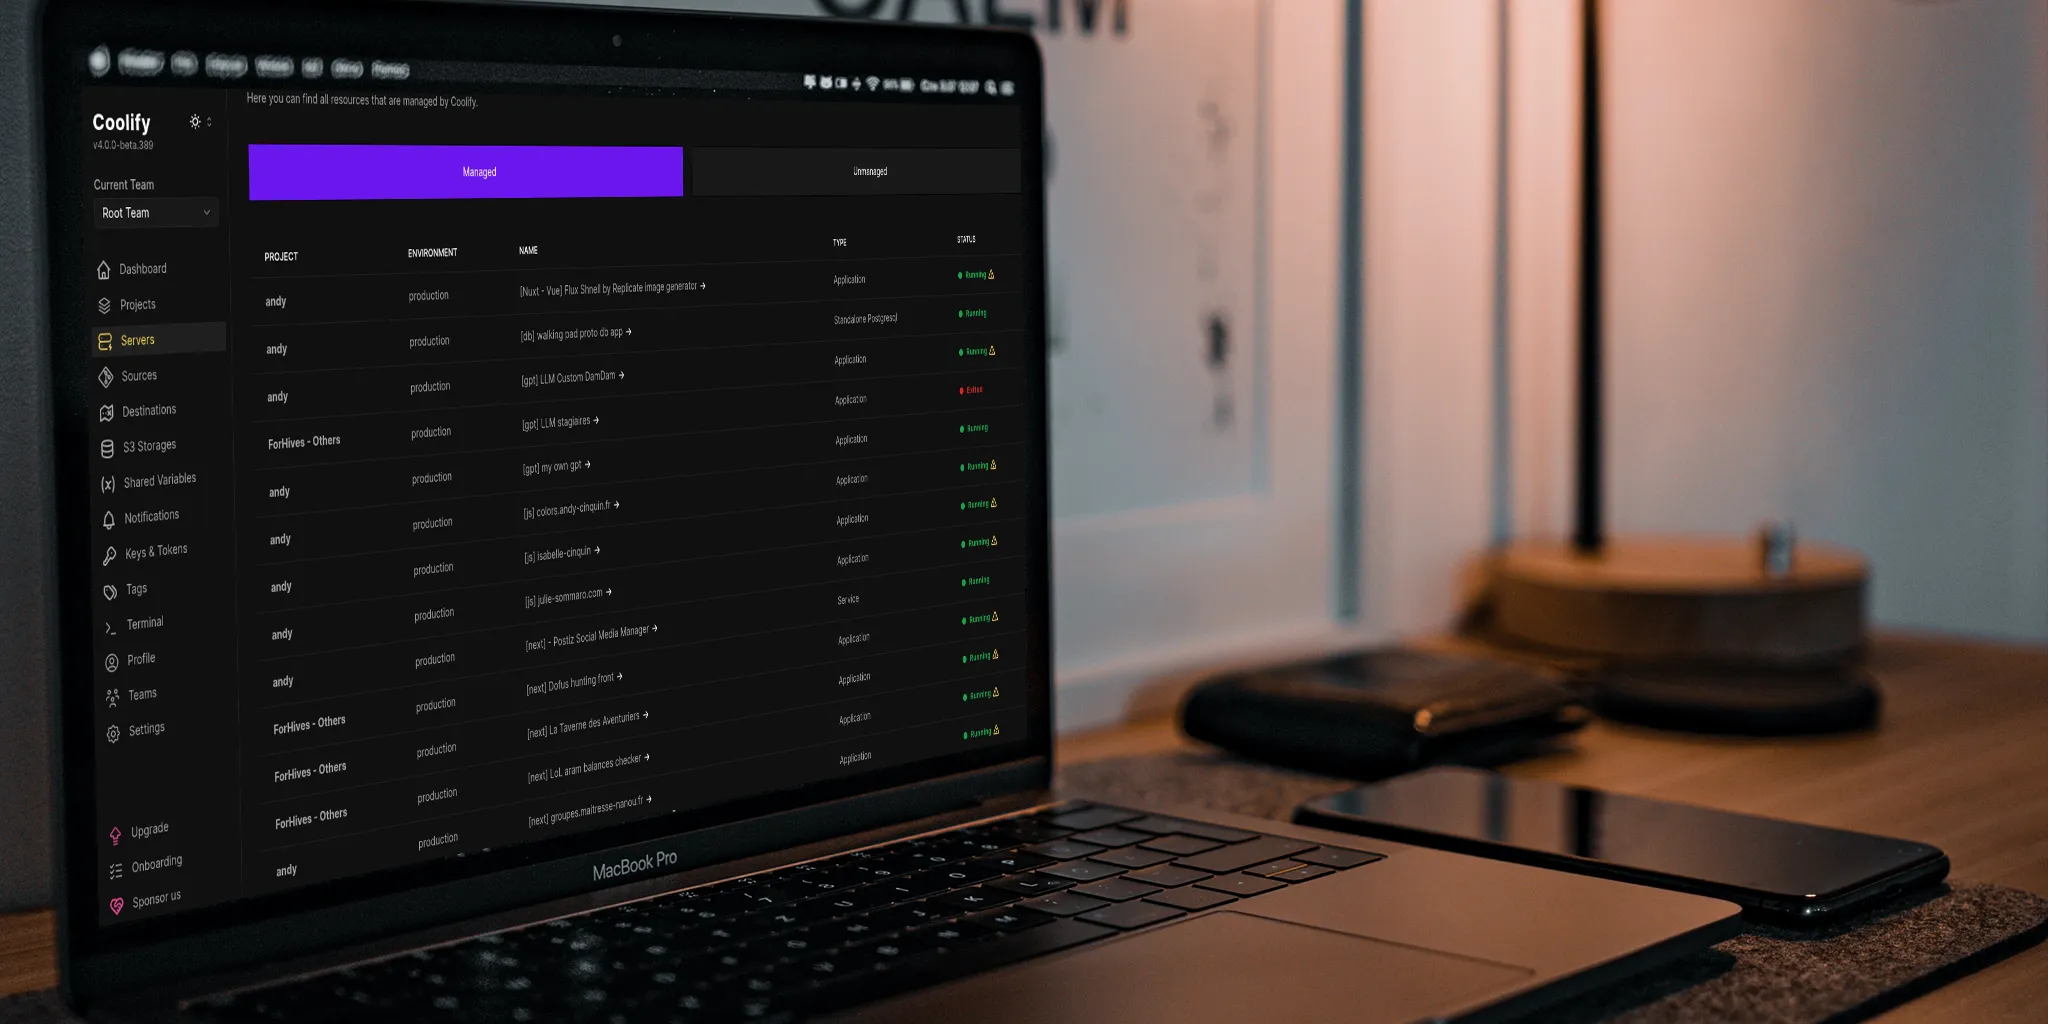 CALM
Here you can find all resources that are managed by Coolify.
Coolify
v4.0.0-beta.389
Current Team
Root Team
Dashboard
Projects
Servers
Sources
Destinations
S3 Storages
Shared Variables
Notifications
Keys & Tokens
Tags
Terminal
Profile
Teams
Settings
Upgrade
Onboarding
Sponsor us
Managed Unmanaged
PROJECT ENVIRONMENT NAME TYPE STATUS
andy production [Nuxt - Vue] Flux Shnell by Replicate image generator → Application Running
andy production [db] walking pad proto db app → Standalone Postgresql Running
andy production [gpt] LLM Custom DamDam → Application Running
ForHives - Others production [gpt] LLM stagiaires → Application Exited
andy production [gpt] my own gpt → Application Running
andy production [js] colors.andy-cinquin.fr → Application Running
andy production [js] isabelle-cinquin → Application Running
andy production [js] julie-sommaro.com → Application Running
andy production [next] - Postiz Social Media Manager → Service Running
ForHives - Others production [next] Dofus hunting front → Application Running
ForHives - Others production [next] La Taverne des Aventuriers → Application Running
ForHives - Others production [next] LoL aram balances checker → Application Running
andy production [next] groupes.maitresse-nanou.fr → Application Running
MacBook Pro